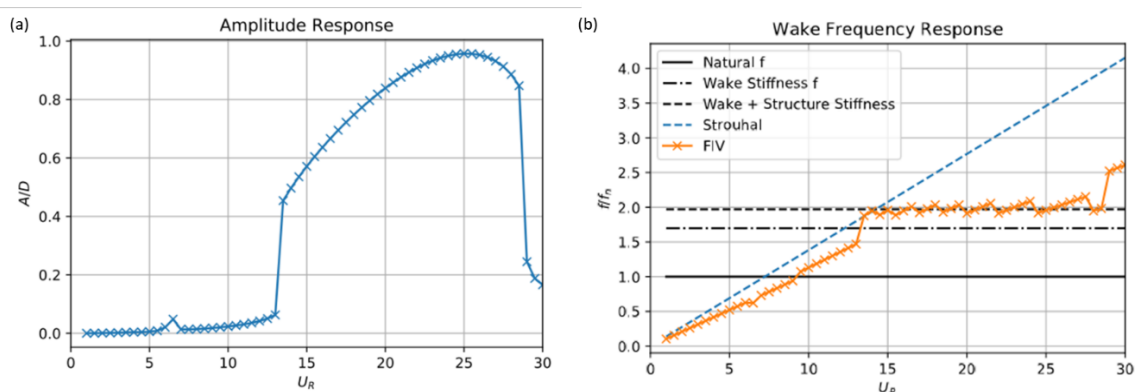 (a)
Amplitude Response
1.0
0.8
0.6
0.4
0.2
0.0
A/D
0
5
10
15
20
25
30
U_R
(b)
Wake Frequency Response
Natural f
Wake Stiffness f
Wake + Structure Stiffness
Strouhal
FIV
4.0
3.5
3.0
2.5
2.0
1.5
1.0
0.5
0.0
f/f_n
0
5
10
15
20
25
30